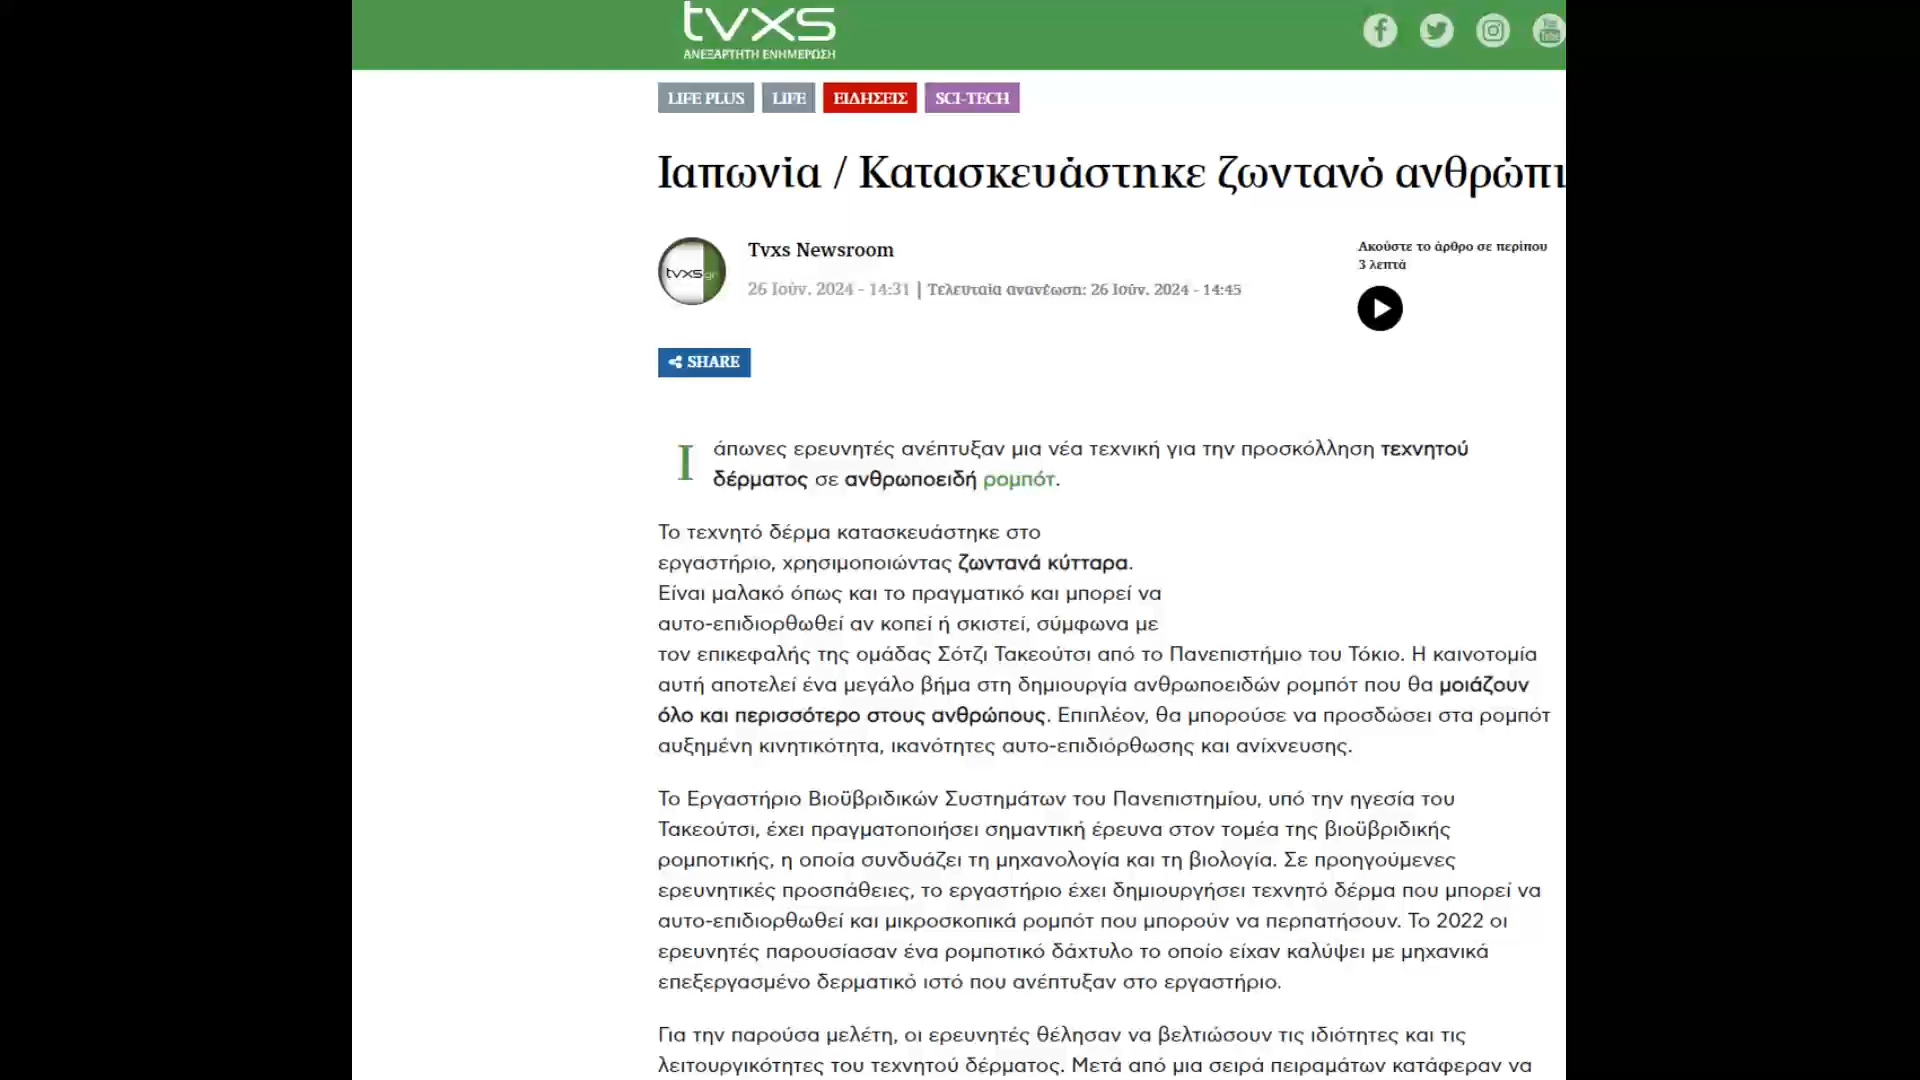 tvxs
ΑΝΕΞΑΡΤΗΤΗ ΕΝΗΜΕΡΩΣΗ
You Tube
LIFE PLUS LIFE ΕΙΔΗΣΕΙΣ SCI-TECH
Ιαπωνία / Κατασκευάστηκε ζωντανό ανθρώπι
tvxs.gr
Tvxs Newsroom
26 Ιούν. 2024 - 14:31 | Τελευταία ανανέωση: 26 Ιούν. 2024 - 14:45
Ακούστε το άρθρο σε περίπου
3 λεπτά
SHARE
Ιάπωνες ερευνητές ανέπτυξαν μια νέα τεχνική για την προσκόλληση τεχνητού
δέρματος σε ανθρωποειδή ρομπότ.
Το τεχνητό δέρμα κατασκευάστηκε στο
εργαστήριο, χρησιμοποιώντας ζωντανά κύτταρα.
Είναι μαλακό όπως και το πραγματικό και μπορεί να
αυτο-επιδιορθωθεί αν κοπεί ή σκιστεί, σύμφωνα με
τον επικεφαλής της ομάδας Σότζι Τακεούτσι από το Πανεπιστήμιο του Τόκιο. Η καινοτομία
αυτή αποτελεί ένα μεγάλο βήμα στη δημιουργία ανθρωποειδών ρομπότ που θα μοιάζουν
όλο και περισσότερο στους ανθρώπους. Επιπλέον, θα μπορούσε να προσδώσει στα ρομπότ
αυξημένη κινητικότητα, ικανότητες αυτο-επιδιόρθωσης και ανίχνευσης.
Το Εργαστήριο Βιοϋβριδικών Συστημάτων του Πανεπιστημίου, υπό την ηγεσία του
Τακεούτσι, έχει πραγματοποιήσει σημαντική έρευνα στον τομέα της βιοϋβριδικής
ρομποτικής, η οποία συνδυάζει τη μηχανολογία και τη βιολογία. Σε προηγούμενες
ερευνητικές προσπάθειες, το εργαστήριο έχει δημιουργήσει τεχνητό δέρμα που μπορεί να
αυτο-επιδιορθωθεί και μικροσκοπικά ρομπότ που μπορούν να περπατήσουν. Το 2022 οι
ερευνητές παρουσίασαν ένα ρομποτικό δάχτυλο το οποίο είχαν καλύψει με μηχανικά
επεξεργασμένο δερματικό ιστό που ανέπτυξαν στο εργαστήριο.
Για την παρούσα μελέτη, οι ερευνητές θέλησαν να βελτιώσουν τις ιδιότητες και τις
λειτουργικότητες του τεχνητού δέρματος. Μετά από μια σειρά πειραμάτων κατάφεραν να